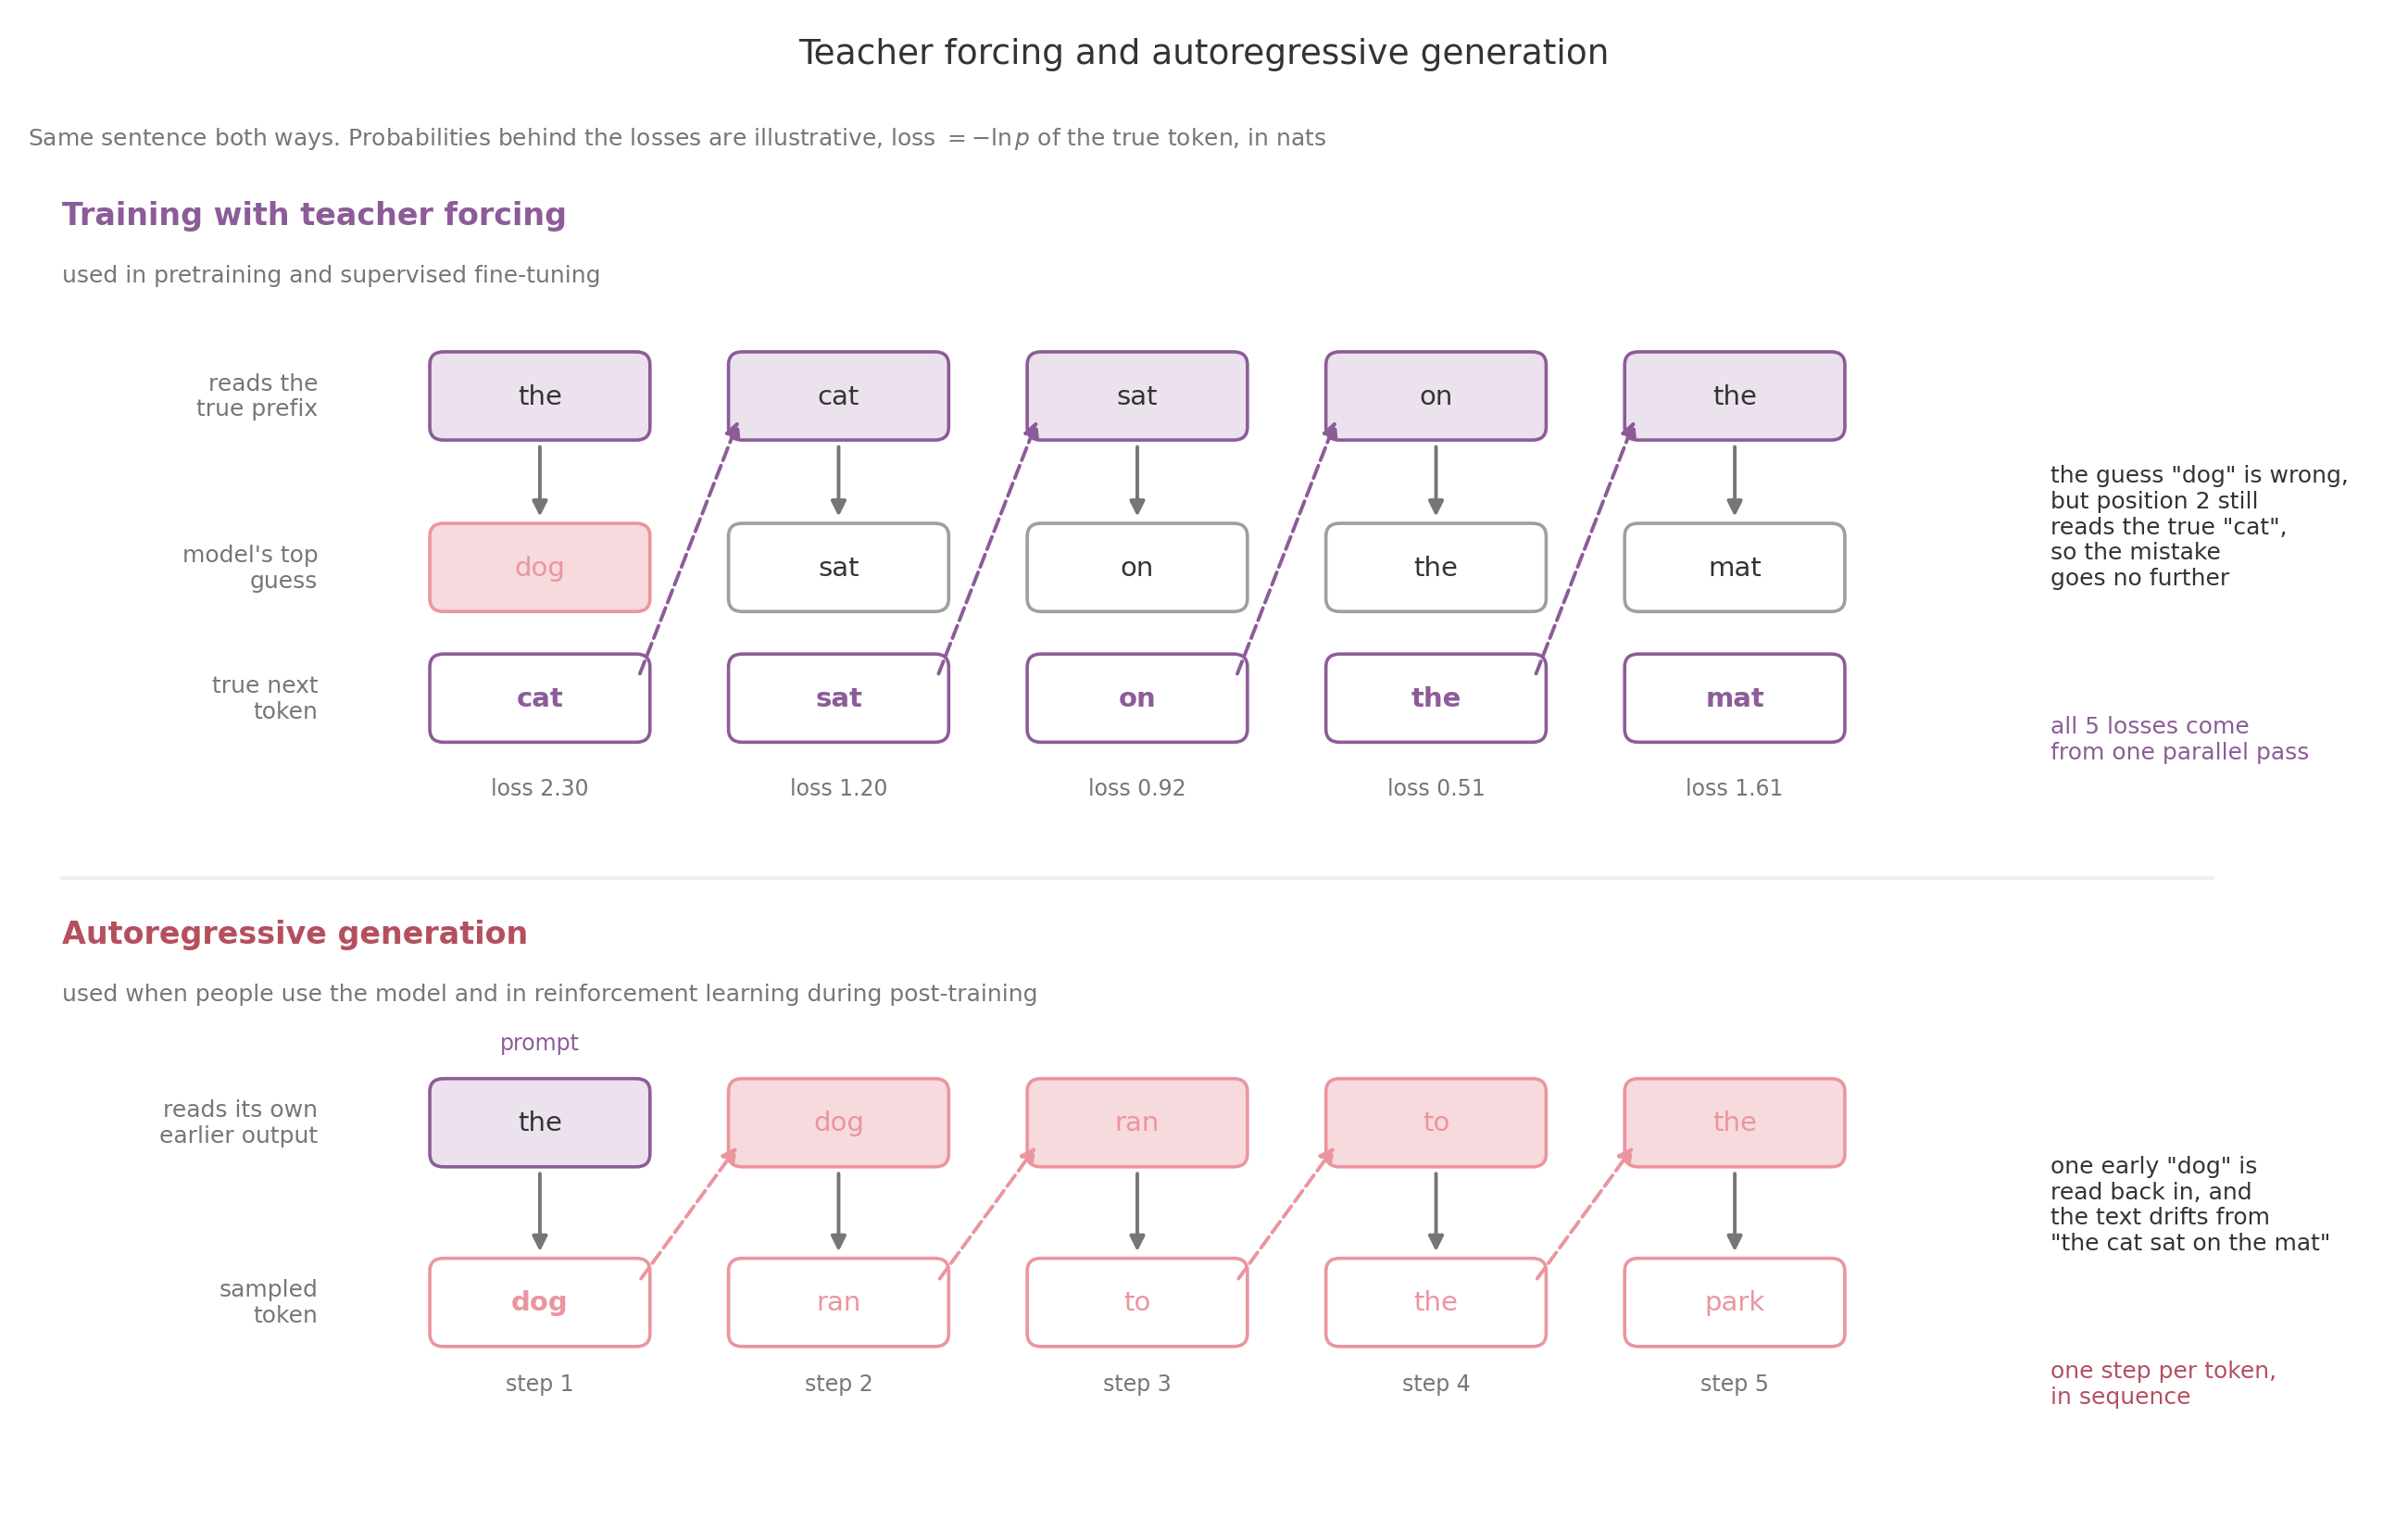 Teacher forcing and autoregressive generation
Same sentence both ways. Probabilities behind the losses are illustrative, loss = −ln p of the true token, in nats
Training with teacher forcing
used in pretraining and supervised fine-tuning
reads the
true prefix
the
cat
sat
on
the
model's top
guess
dog
sat
on
the
mat
the guess "dog" is wrong,
but position 2 still
reads the true "cat",
so the mistake
goes no further
true next
token
cat
sat
on
the
mat
all 5 losses come
from one parallel pass
loss 2.30
loss 1.20
loss 0.92
loss 0.51
loss 1.61
Autoregressive generation
used when people use the model and in reinforcement learning during post-training
prompt
reads its own
earlier output
the
dog
ran
to
the
one early "dog" is
read back in, and
the text drifts from
"the cat sat on the mat"
sampled
token
dog
ran
to
the
park
one step per token,
in sequence
step 1
step 2
step 3
step 4
step 5